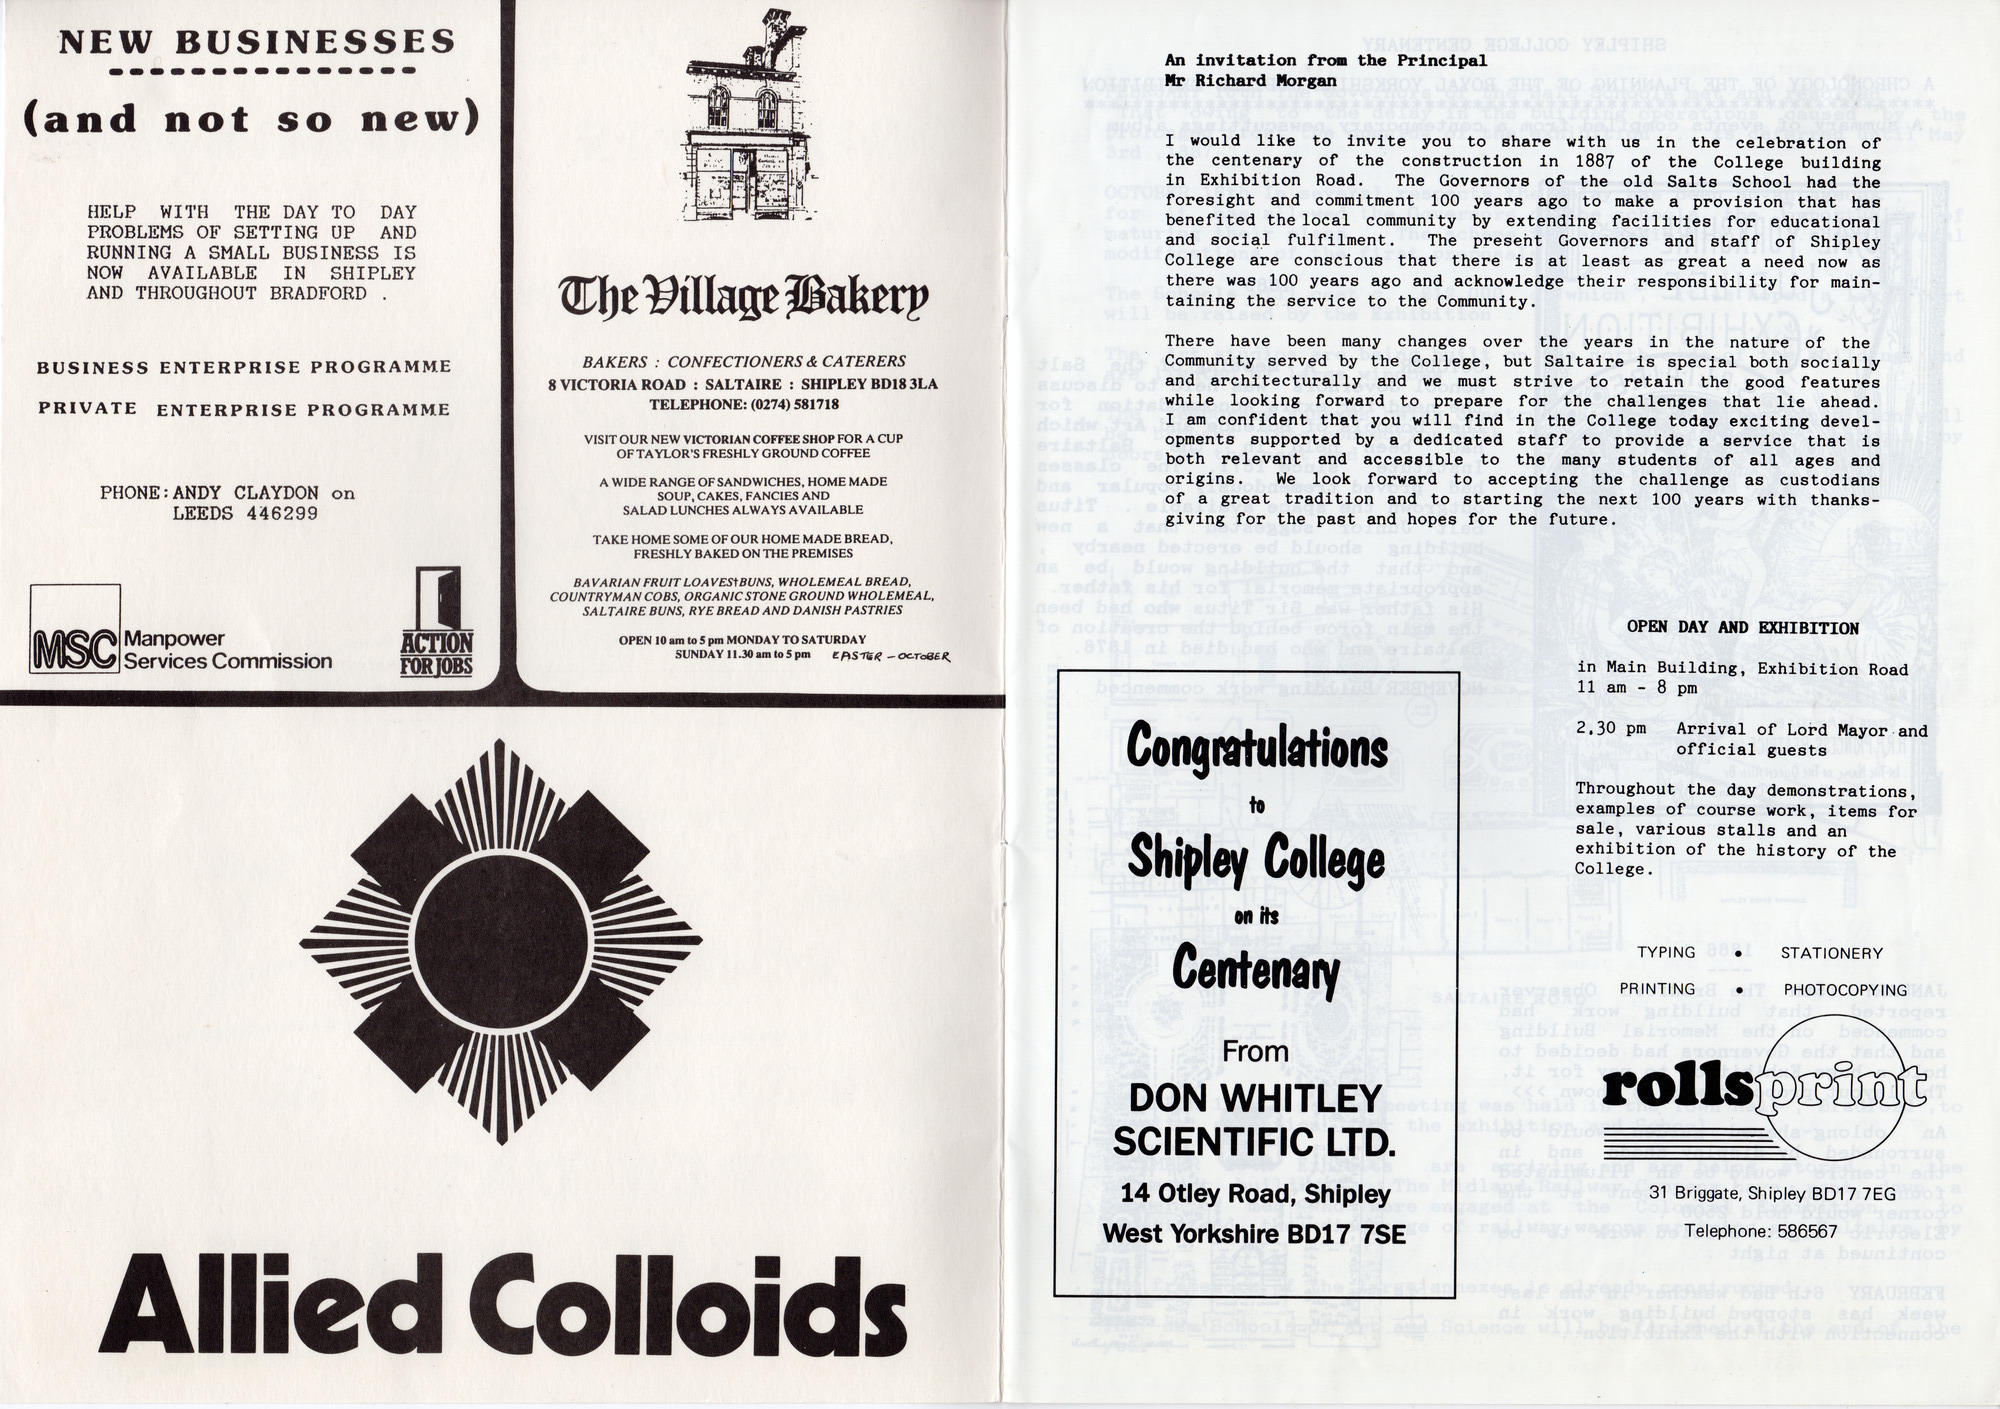 NEW BUSINESSES
(and not so new)
HELP WITH THE DAY TO DAY
PROBLEMS OF SETTING UP AND
RUNNING A SMALL BUSINESS IS
NOW AVAILABLE IN SHIPLEY
AND THROUGHOUT BRADFORD .
BUSINESS ENTERPRISE PROGRAMME
PRIVATE ENTERPRISE PROGRAMME
PHONE: ANDY CLAYDON on
LEEDS 446299
MSC Manpower
Services Commission
ACTION
FOR JOBS
The Village Bakery
BAKERS : CONFECTIONERS & CATERERS
8 VICTORIA ROAD : SALTAIRE : SHIPLEY BD18 3LA
TELEPHONE: (0274) 581718
VISIT OUR NEW VICTORIAN COFFEE SHOP FOR A CUP
OF TAYLOR'S FRESHLY GROUND COFFEE
A WIDE RANGE OF SANDWICHES, HOME MADE
SOUP, CAKES, FANCIES AND
SALAD LUNCHES ALWAYS AVAILABLE
TAKE HOME SOME OF OUR HOME MADE BREAD,
FRESHLY BAKED ON THE PREMISES
BAVARIAN FRUIT LOAVES+BUNS, WHOLEMEAL BREAD,
COUNTRYMAN COBS, ORGANIC STONE GROUND WHOLEMEAL,
SALTAIRE BUNS, RYE BREAD AND DANISH PASTRIES
OPEN 10 am to 5 pm MONDAY TO SATURDAY
SUNDAY 11.30 am to 5 pm EASTER - OCTOBER
Allied Colloids
An invitation from the Principal
Mr Richard Morgan
I would like to invite you to share with us in the celebration of
the centenary of the construction in 1887 of the College building
in Exhibition Road. The Governors of the old Salts School had the
foresight and commitment 100 years ago to make a provision that has
benefited the local community by extending facilities for educational
and social fulfilment. The present Governors and staff of Shipley
College are conscious that there is at least as great a need now as
there was 100 years ago and acknowledge their responsibility for main-
taining the service to the Community.
There have been many changes over the years in the nature of the
Community served by the College, but Saltaire is special both socially
and architecturally and we must strive to retain the good features
while looking forward to prepare for the challenges that lie ahead.
I am confident that you will find in the College today exciting devel-
opments supported by a dedicated staff to provide a service that is
both relevant and accessible to the many students of all ages and
origins. We look forward to accepting the challenge as custodians
of a great tradition and to starting the next 100 years with thanks-
giving for the past and hopes for the future.
OPEN DAY AND EXHIBITION
in Main Building, Exhibition Road
11 am - 8 pm
2.30 pm Arrival of Lord Mayor and
official guests
Throughout the day demonstrations,
examples of course work, items for
sale, various stalls and an
exhibition of the history of the
College.
Congratulations
to
Shipley College
on its
Centenary
From
DON WHITLEY
SCIENTIFIC LTD.
14 Otley Road, Shipley
West Yorkshire BD17 7SE
TYPING • STATIONERY
PRINTING • PHOTOCOPYING
rollsprint
31 Briggate, Shipley BD17 7EG
Telephone: 586567